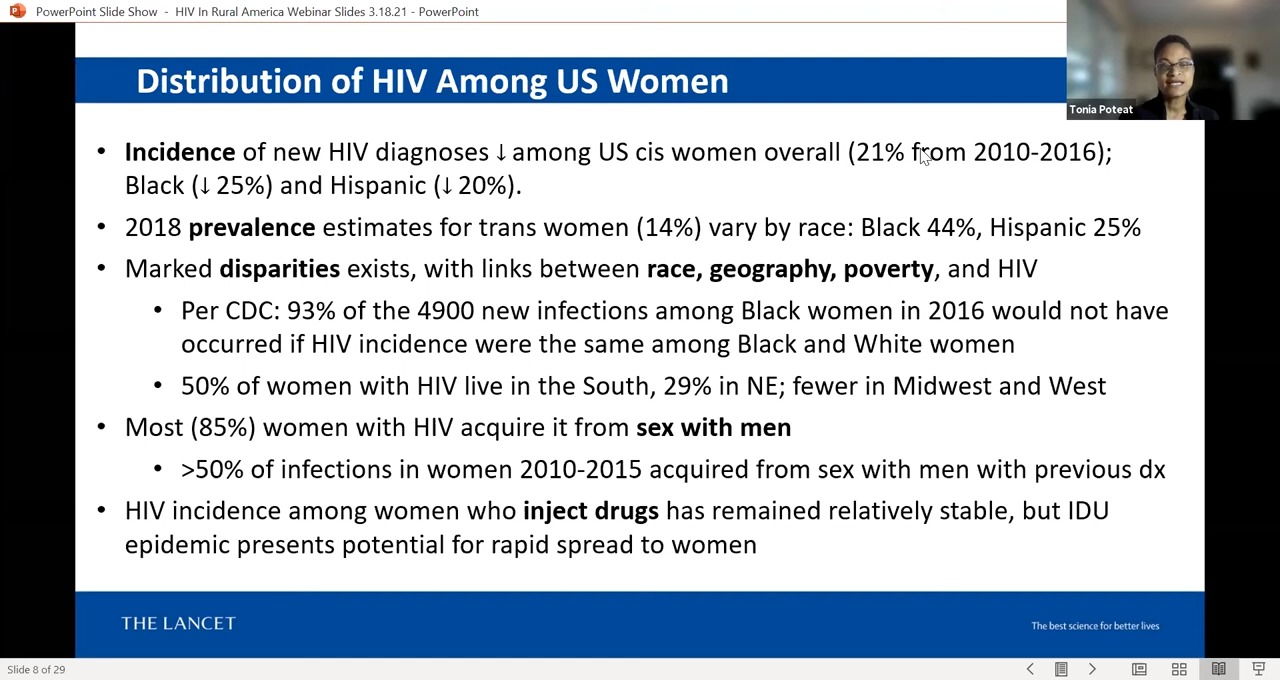 PowerPoint Slide Show - HIV In Rural America Webinar Slides 3.18.21 - PowerPoint
Tonia Poteat
Distribution of HIV Among US Women
• Incidence of new HIV diagnoses ↓ among US cis women overall (21% from 2010-2016);
Black (↓ 25%) and Hispanic (↓ 20%).
• 2018 prevalence estimates for trans women (14%) vary by race: Black 44%, Hispanic 25%
• Marked disparities exists, with links between race, geography, poverty, and HIV
• Per CDC: 93% of the 4900 new infections among Black women in 2016 would not have
occurred if HIV incidence were the same among Black and White women
• 50% of women with HIV live in the South, 29% in NE; fewer in Midwest and West
• Most (85%) women with HIV acquire it from sex with men
• >50% of infections in women 2010-2015 acquired from sex with men with previous dx
• HIV incidence among women who inject drugs has remained relatively stable, but IDU
epidemic presents potential for rapid spread to women
THE LANCET
The best science for better lives
Slide 8 of 29